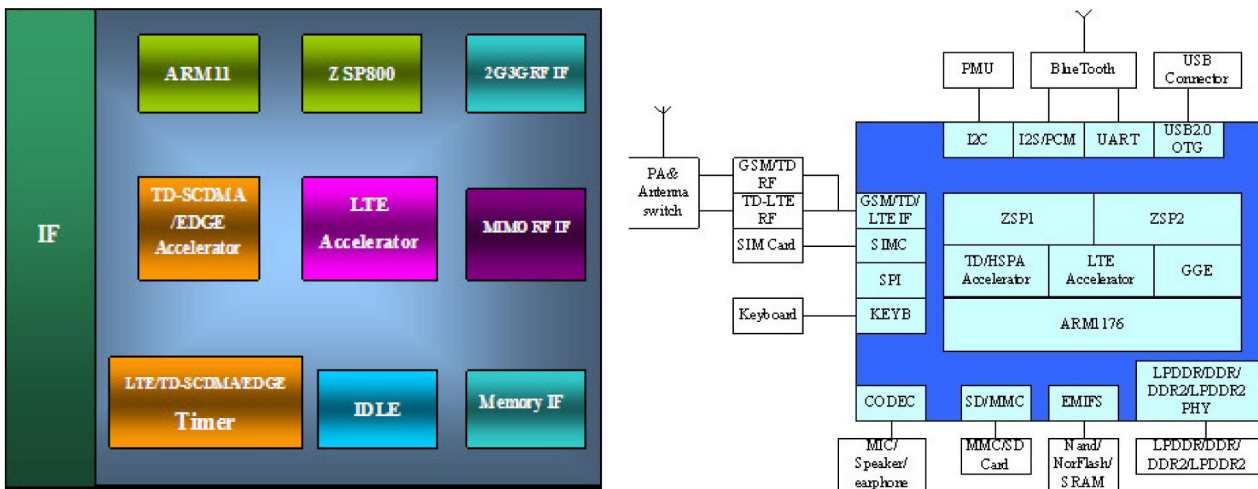 IF
ARM11
ZSP800
2G3G RF IF
TD-SCDMA
/EDGE
Accelerator
LTE
Accelerator
MIMO RF IF
LTE/TD-SCDMA/EDGE
Timer
IDLE
Memory IF
PMU
BlueTooth
USB
Connector
I2C
I2S/PCM
UART
USB2.0
OTG
PA&
Antenna
switch
GSM/TD
RF
TD-LTE
RF
SIM Card
Keyboard
GSM/TD/
LTE IF
SIMC
SPI
KEYB
ZSP1
ZSP2
TD/HSPA
Accelerator
LTE
Accelerator
GGE
ARM1176
CODEC
SD/MMC
EMIFS
LPDDR/DDR/
DDR2/LPDDR2
PHY
MIC/
Speaker/
earphone
MMC/SD
Card
Nand/
NorFlash/
SRAM
LPDDR/DDR/
DDR2/LPDDR2